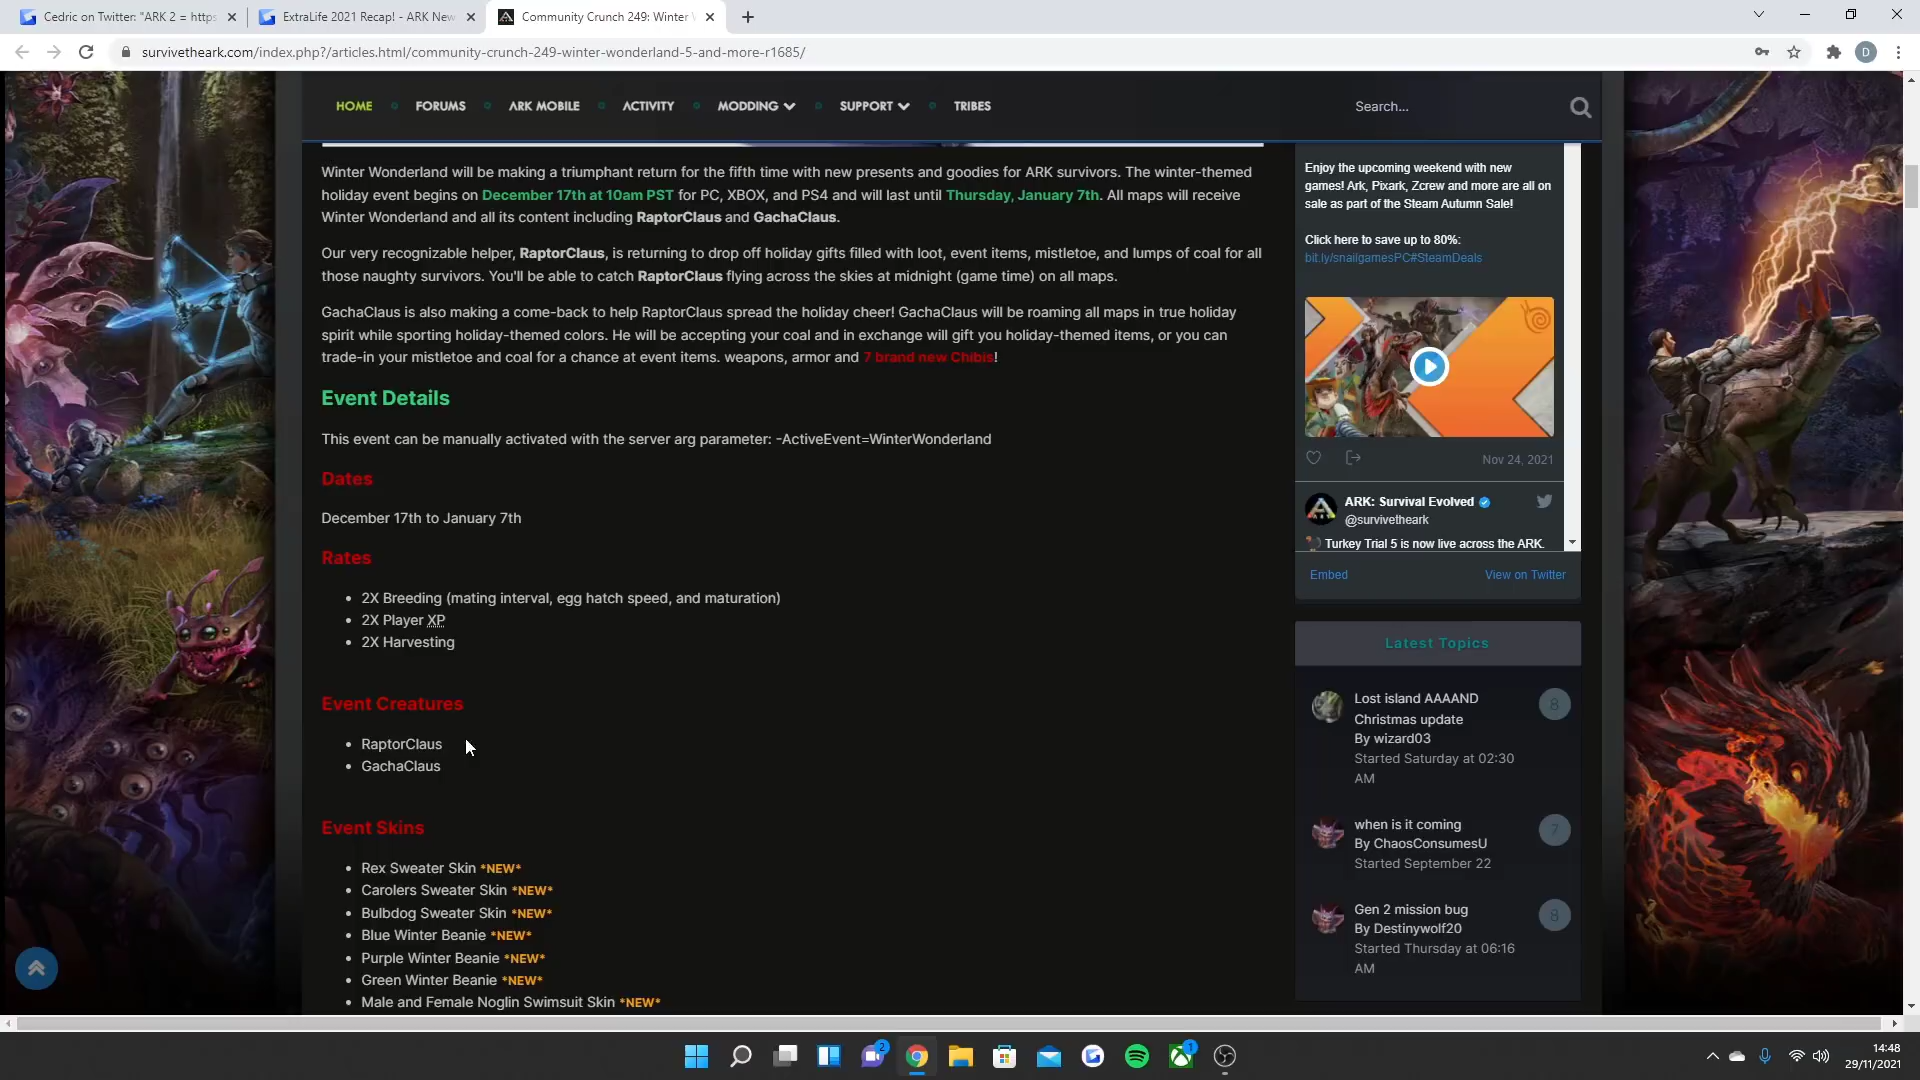 Cedric on Twitter: "ARK 2 = https
ExtraLife 2021 Recap! - ARK New
Community Crunch 249: Winter W
survivetheark.com/index.php?/articles.html/community-crunch-249-winter-wonderland-5-and-more-r1685/
D
HOME
FORUMS
ARK MOBILE
ACTIVITY
MODDING
SUPPORT
TRIBES
Search...
Winter Wonderland will be making a triumphant return for the fifth time with new presents and goodies for ARK survivors. The winter-themed
holiday event begins on December 17th at 10am PST for PC, XBOX, and PS4 and will last until Thursday, January 7th. All maps will receive
Winter Wonderland and all its content including RaptorClaus and GachaClaus.
Our very recognizable helper, RaptorClaus, is returning to drop off holiday gifts filled with loot, event items, mistletoe, and lumps of coal for all
those naughty survivors. You'll be able to catch RaptorClaus flying across the skies at midnight (game time) on all maps.
GachaClaus is also making a come-back to help RaptorClaus spread the holiday cheer! GachaClaus will be roaming all maps in true holiday
spirit while sporting holiday-themed colors. He will be accepting your coal and in exchange will gift you holiday-themed items, or you can
trade-in your mistletoe and coal for a chance at event items. weapons, armor and 7 brand new Chibis!
Event Details
This event can be manually activated with the server arg parameter: -ActiveEvent=WinterWonderland
Dates
December 17th to January 7th
Rates
• 2X Breeding (mating interval, egg hatch speed, and maturation)
• 2X Player XP
• 2X Harvesting
Event Creatures
• RaptorClaus
• GachaClaus
Event Skins
• Rex Sweater Skin *NEW*
• Carolers Sweater Skin *NEW*
• Bulbdog Sweater Skin *NEW*
• Blue Winter Beanie *NEW*
• Purple Winter Beanie *NEW*
• Green Winter Beanie *NEW*
• Male and Female Noglin Swimsuit Skin *NEW*
Enjoy the upcoming weekend with new
games! Ark, Pixark, Zcrew and more are all on
sale as part of the Steam Autumn Sale!
Click here to save up to 80%:
bit.ly/snailgamesPC#SteamDeals
Nov 24, 2021
ARK: Survival Evolved
@survivetheark
Turkey Trial 5 is now live across the ARK.
Embed
View on Twitter
Latest Topics
Lost island AAAAND
Christmas update
By wizard03
Started Saturday at 02:30
AM
8
when is it coming
By ChaosConsumesU
Started September 22
7
Gen 2 mission bug
By Destinywolf20
Started Thursday at 06:16
AM
8
2
1
14:48
29/11/2021